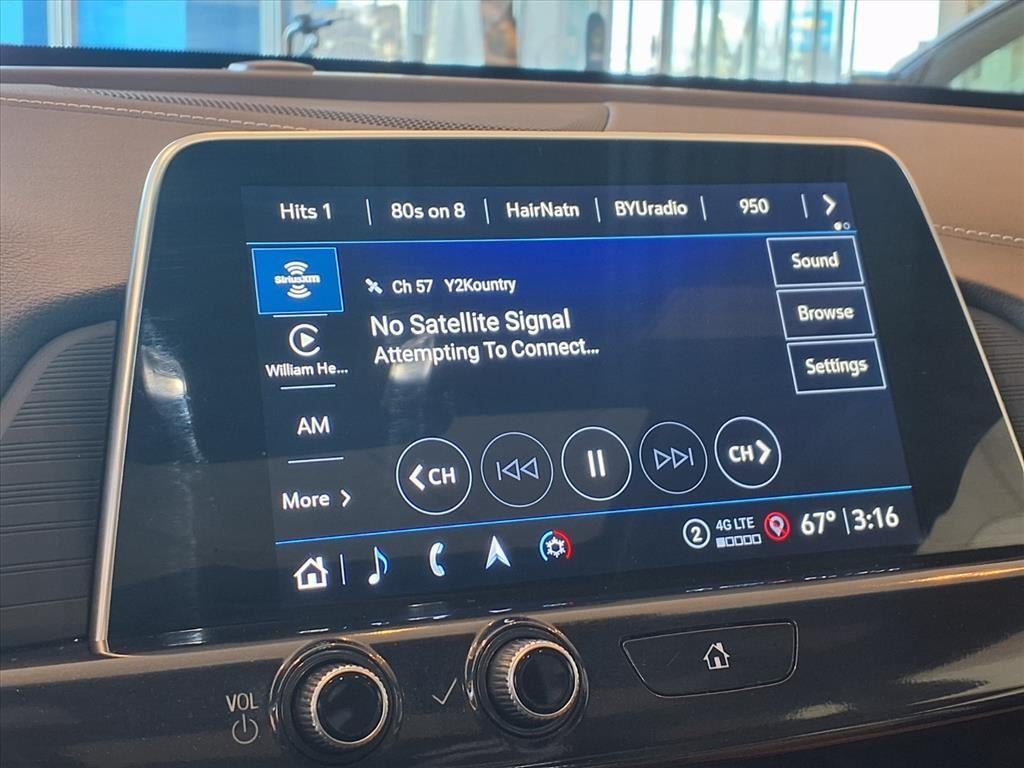 Hits 1 80s on 8 HairNatn BYUradio 950
SiriusXM
Ch 57 Y2Kountry
No Satellite Signal
Attempting To Connect...
Sound
Browse
Settings
William He...
AM
More
CH
CH
2 4G LTE 67° 3:16
VOL